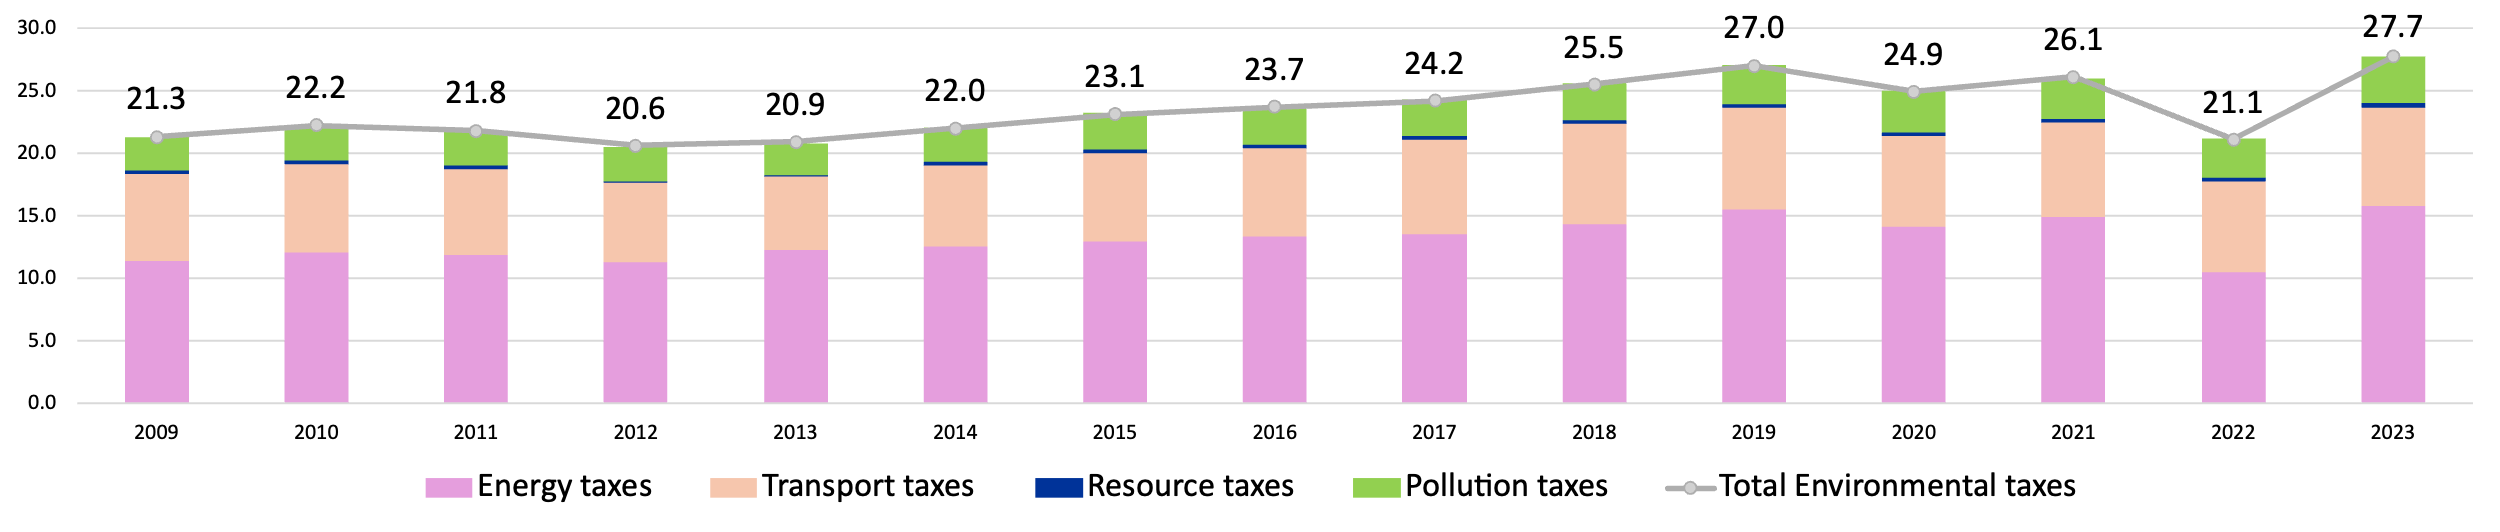 30.0
25.0
20.0
15.0
10.0
5.0
0.0
21.3 22.2 21.8 20.6 20.9 22.0 23.1 23.7 24.2 25.5 27.0 24.9 26.1 21.1 27.7
2009 2010 2011 2012 2013 2014 2015 2016 2017 2018 2019 2020 2021 2022 2023
Energy taxes Transport taxes Resource taxes Pollution taxes Total Environmental taxes